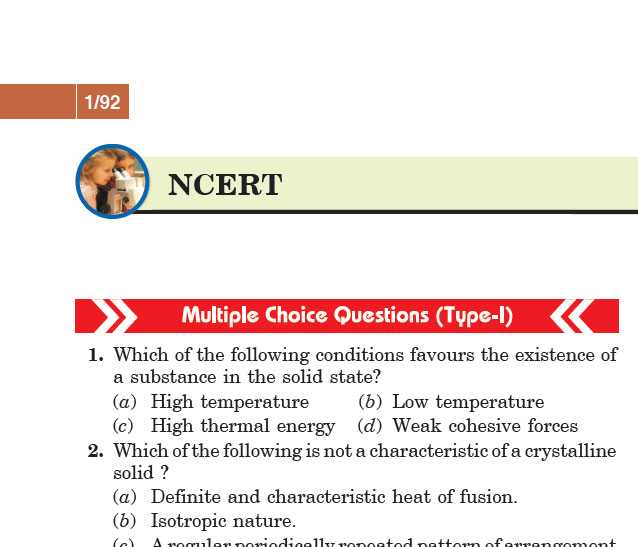 1/92
NCERT
Multiple Choice Questions (Type-I)
1. Which of the following conditions favours the existence of
a substance in the solid state?
(a) High temperature (b) Low temperature
(c) High thermal energy (d) Weak cohesive forces
2. Which of the following is not a characteristic of a crystalline
solid ?
(a) Definite and characteristic heat of fusion.
(b) Isotropic nature.
(c) A regular periodically repeated pattern of arrangement